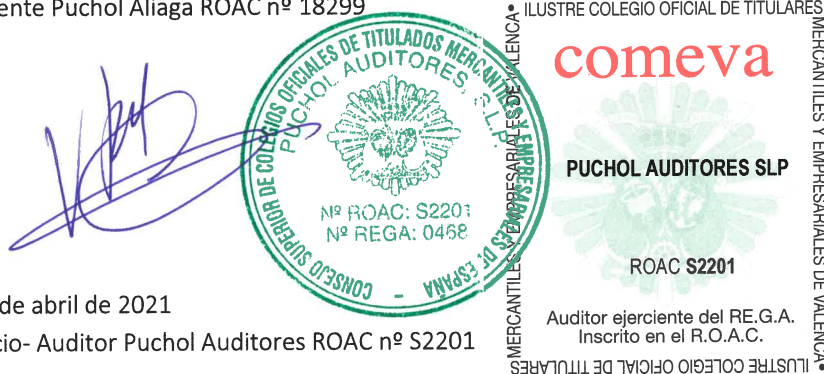 ente Puchol Aliaga ROAC nº 18299
CONSEJO SUPERIOR DE COLEGIOS OFICIALES DE TITULADOS MERCANTILES Y EMPRESARIALES DE ESPAÑA -
PUCHOL AUDITORES, S.L.P.
Nº ROAC: S2201
Nº REGA: 0468
de abril de 2021
cio- Auditor Puchol Auditores ROAC nº S2201
• ILUSTRE COLEGIO OFICIAL DE TITULARES
MERCANTILES Y EMPRESARIALES DE VALENCA •
comeva
PUCHOL AUDITORES SLP
ROAC S2201
Auditor ejerciente del RE.G.A.
Inscrito en el R.O.A.C.
• ILUSTRE COLEGIO OFICIAL DE TITULARES
MERCANTILES Y EMPRESARIALES DE VALENCA •